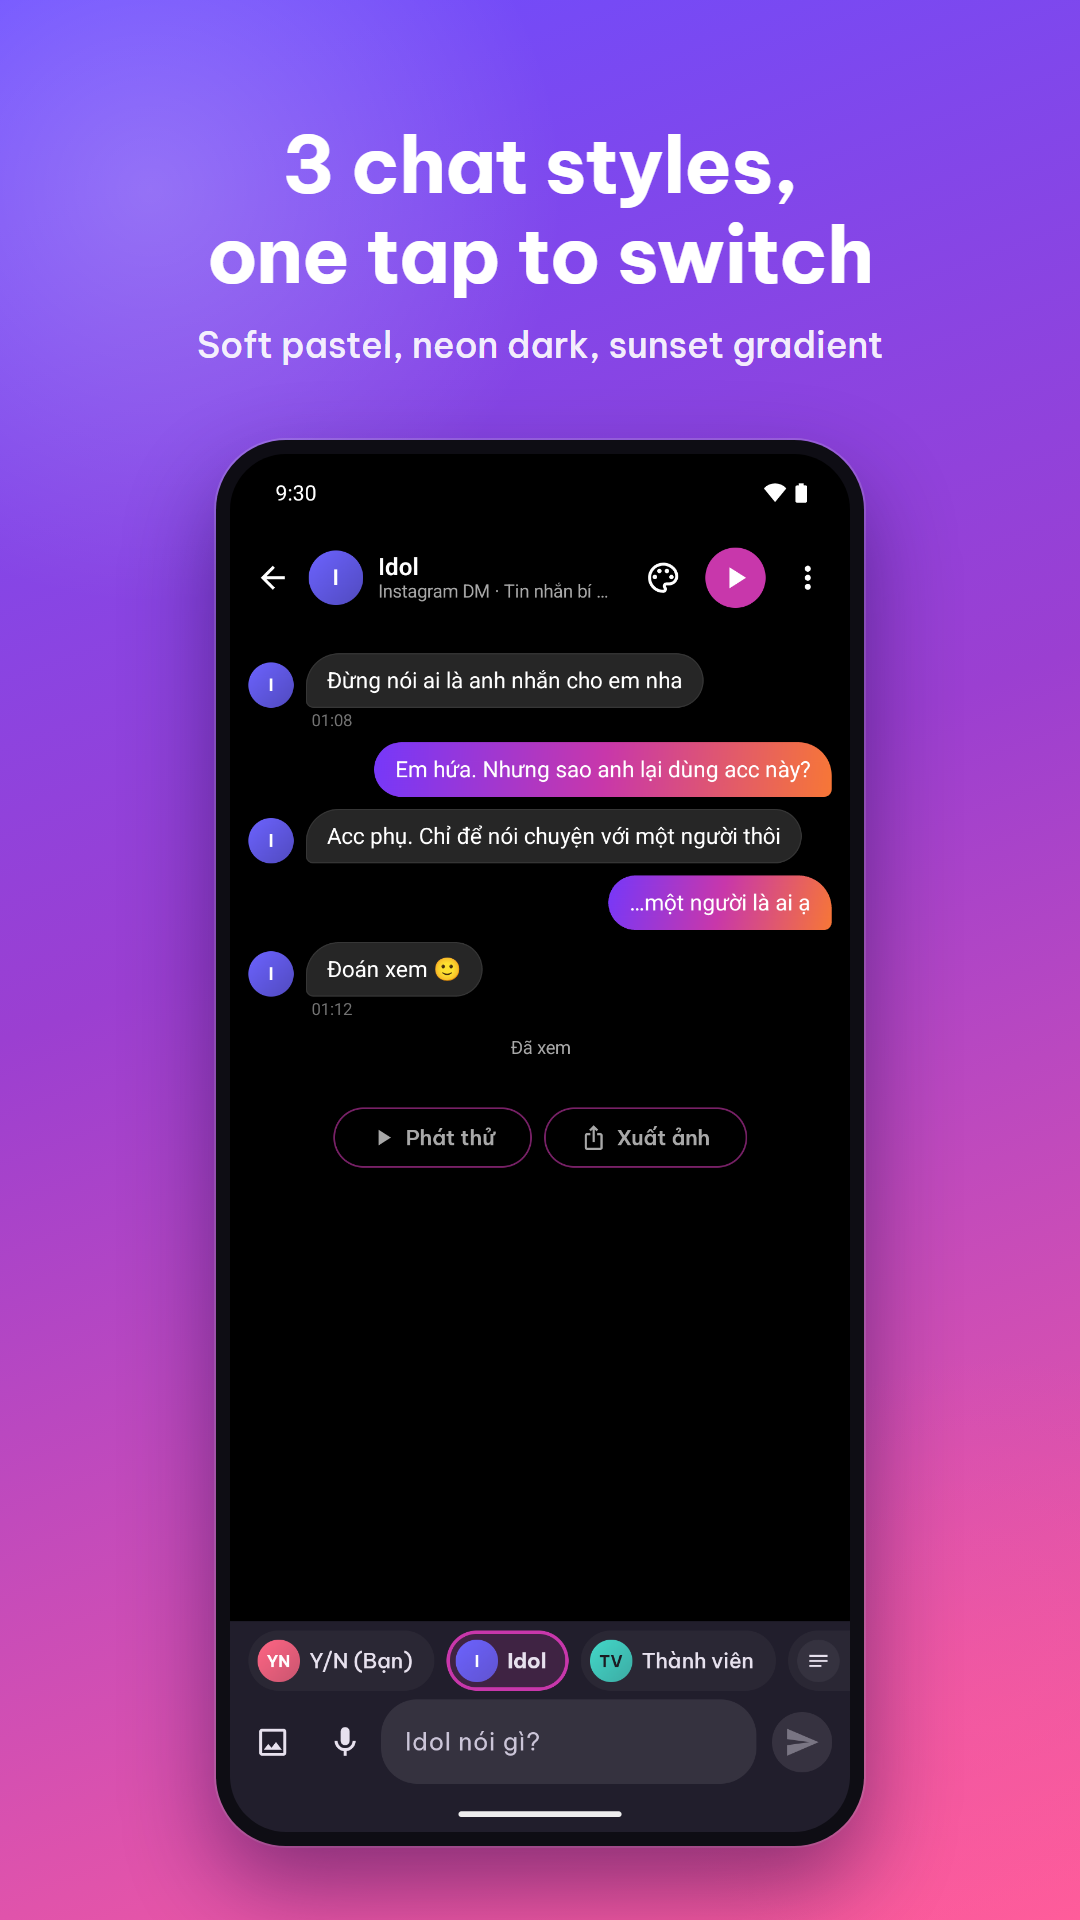 3 chat styles,
one tap to switch
Soft pastel, neon dark, sunset gradient
9:30
I
Idol
Instagram DM · Tin nhắn bí ...
I
Đừng nói ai là anh nhắn cho em nha
01:08
Em hứa. Nhưng sao anh lại dùng acc này?
I
Acc phụ. Chỉ để nói chuyện với một người thôi
...một người là ai ạ
I
Đoán xem 🙂
01:12
Đã xem
Phát thử
Xuất ảnh
YN
Y/N (Bạn)
I
Idol
TV
Thành viên
Idol nói gì?